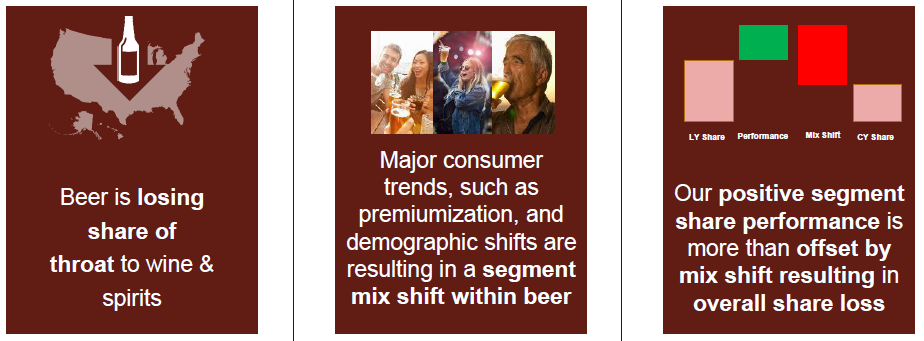 Beer is losing
share of
throat to wine &
spirits
Major consumer
trends, such as
premiumization, and
demographic shifts are
resulting in a segment
mix shift within beer
LY Share
Performance
Mix Shift
CY Share
Our positive segment
share performance is
more than offset by
mix shift resulting in
overall share loss